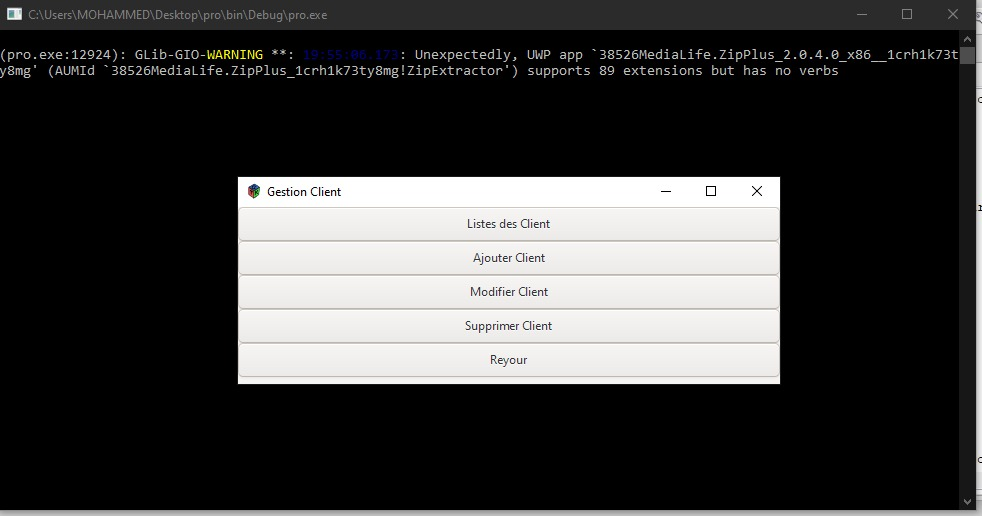 C:\Users\MOHAMMED\Desktop\pro\bin\Debug\pro.exe
(pro.exe:12924): GLib-GIO-WARNING **: 19:55:06.173: Unexpectedly, UWP app `38526MediaLife.ZipPlus_2.0.4.0_x86__1crh1k73t
y8mg' (AUMId `38526MediaLife.ZipPlus_1crh1k73ty8mg!ZipExtractor') supports 89 extensions but has no verbs
Gestion Client
Listes des Client
Ajouter Client
Modifier Client
Supprimer Client
Reyour